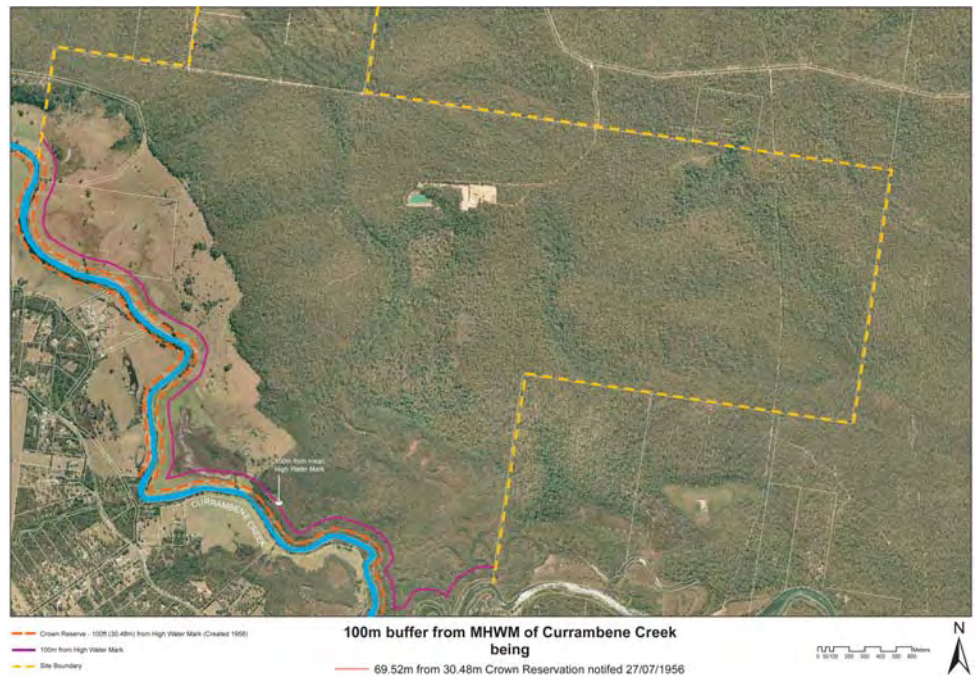 100m from mean
High Water Mark
CURRAMBENE CREEK
Crown Reserve - 100ft (30.48m) from High Water Mark (Created 1956)
100m from High Water Mark
Site Boundary
100m buffer from MHWM of Currambene Creek
being
69.52m from 30.48m Crown Reservation notifed 27/07/1956
Meters
N